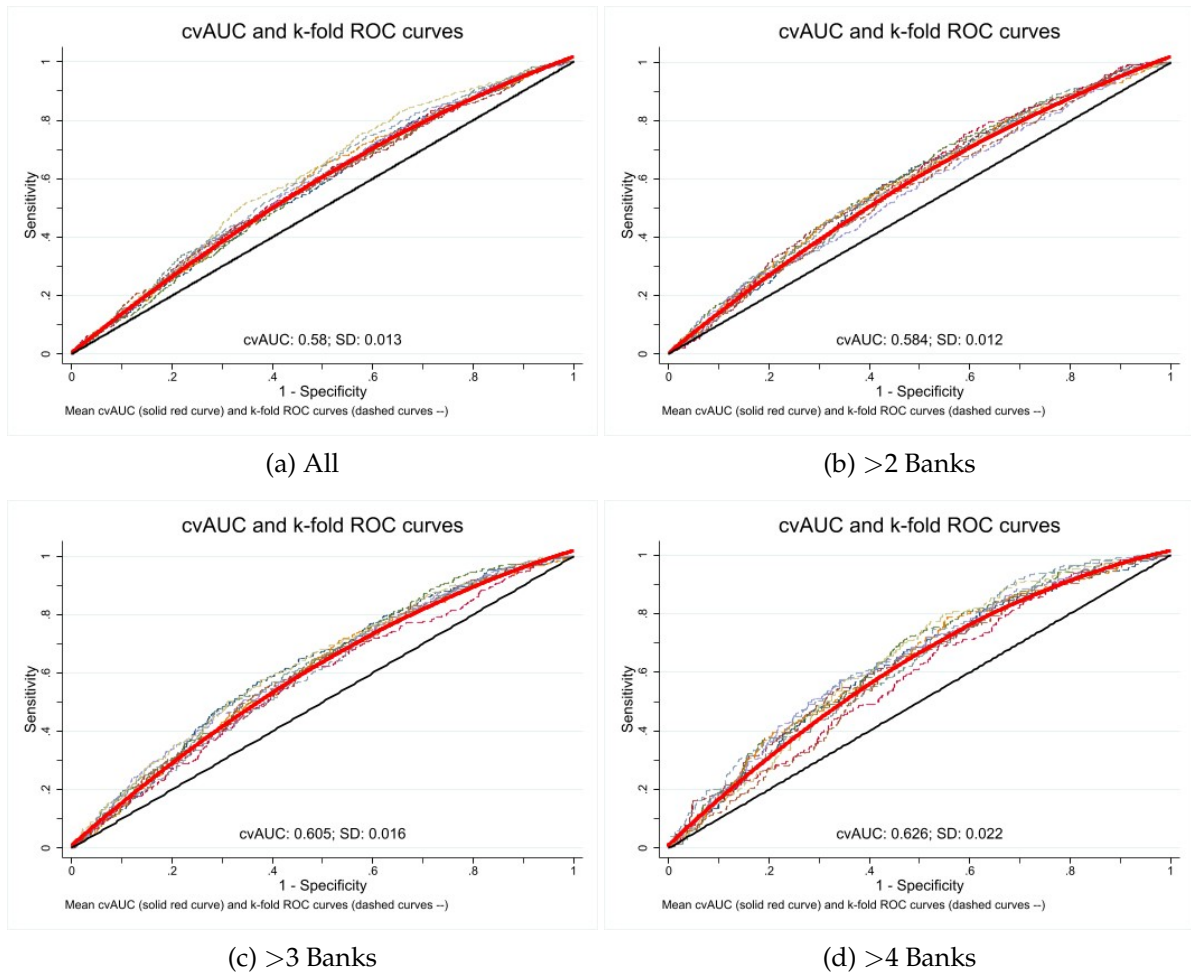 cvAUC and k-fold ROC curves
Sensitivity
1
.8
.6
.4
.2
0
cvAUC: 0.58; SD: 0.013
0 .2 .4 .6 .8 1
1 - Specificity
Mean cvAUC (solid red curve) and k-fold ROC curves (dashed curves --)
(a) All
cvAUC and k-fold ROC curves
Sensitivity
1
.8
.6
.4
.2
0
cvAUC: 0.584; SD: 0.012
0 .2 .4 .6 .8 1
1 - Specificity
Mean cvAUC (solid red curve) and k-fold ROC curves (dashed curves --)
(b) >2 Banks
cvAUC and k-fold ROC curves
Sensitivity
1
.8
.6
.4
.2
0
cvAUC: 0.605; SD: 0.016
0 .2 .4 .6 .8 1
1 - Specificity
Mean cvAUC (solid red curve) and k-fold ROC curves (dashed curves --)
(c) >3 Banks
cvAUC and k-fold ROC curves
Sensitivity
1
.8
.6
.4
.2
0
cvAUC: 0.626; SD: 0.022
0 .2 .4 .6 .8 1
1 - Specificity
Mean cvAUC (solid red curve) and k-fold ROC curves (dashed curves --)
(d) >4 Banks